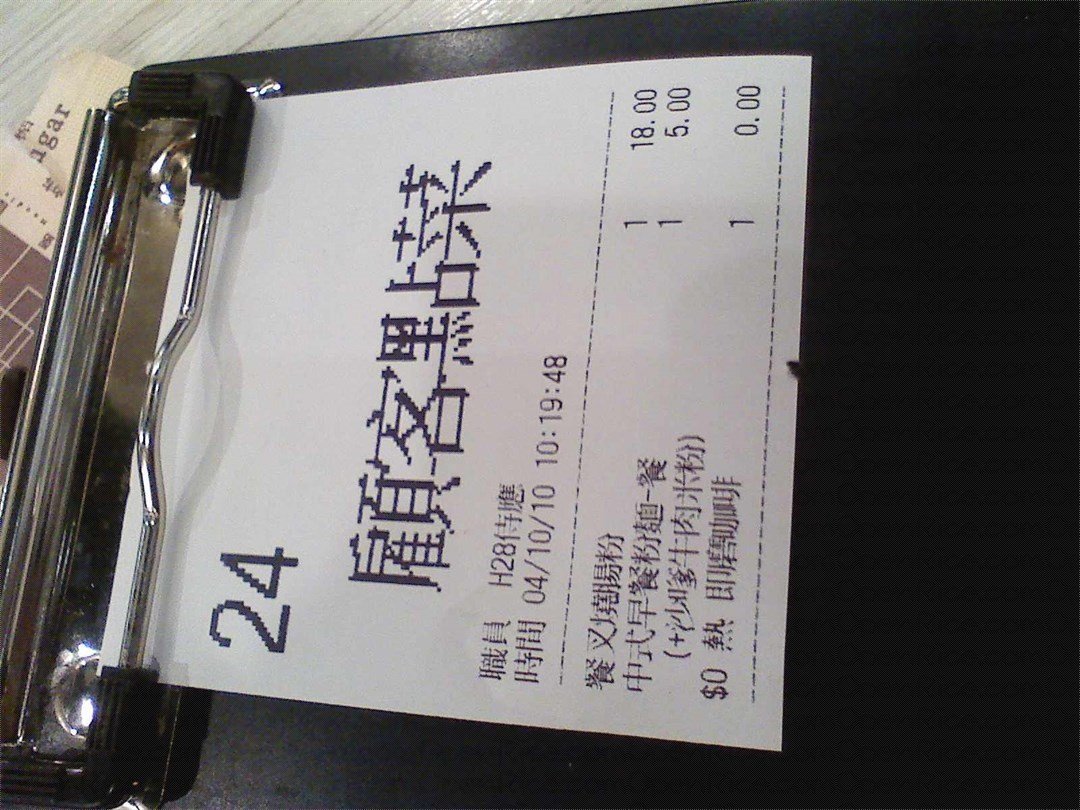 24
顧客點菜
職員 H28侍應
時間 04/10/10 10:19:48
餐 叉燒腸粉 1 18.00
中式早餐粉麵-餐 1 5.00
(+沙爹牛肉米粉)
$0 熱 即磨咖啡 1 0.00
ugar